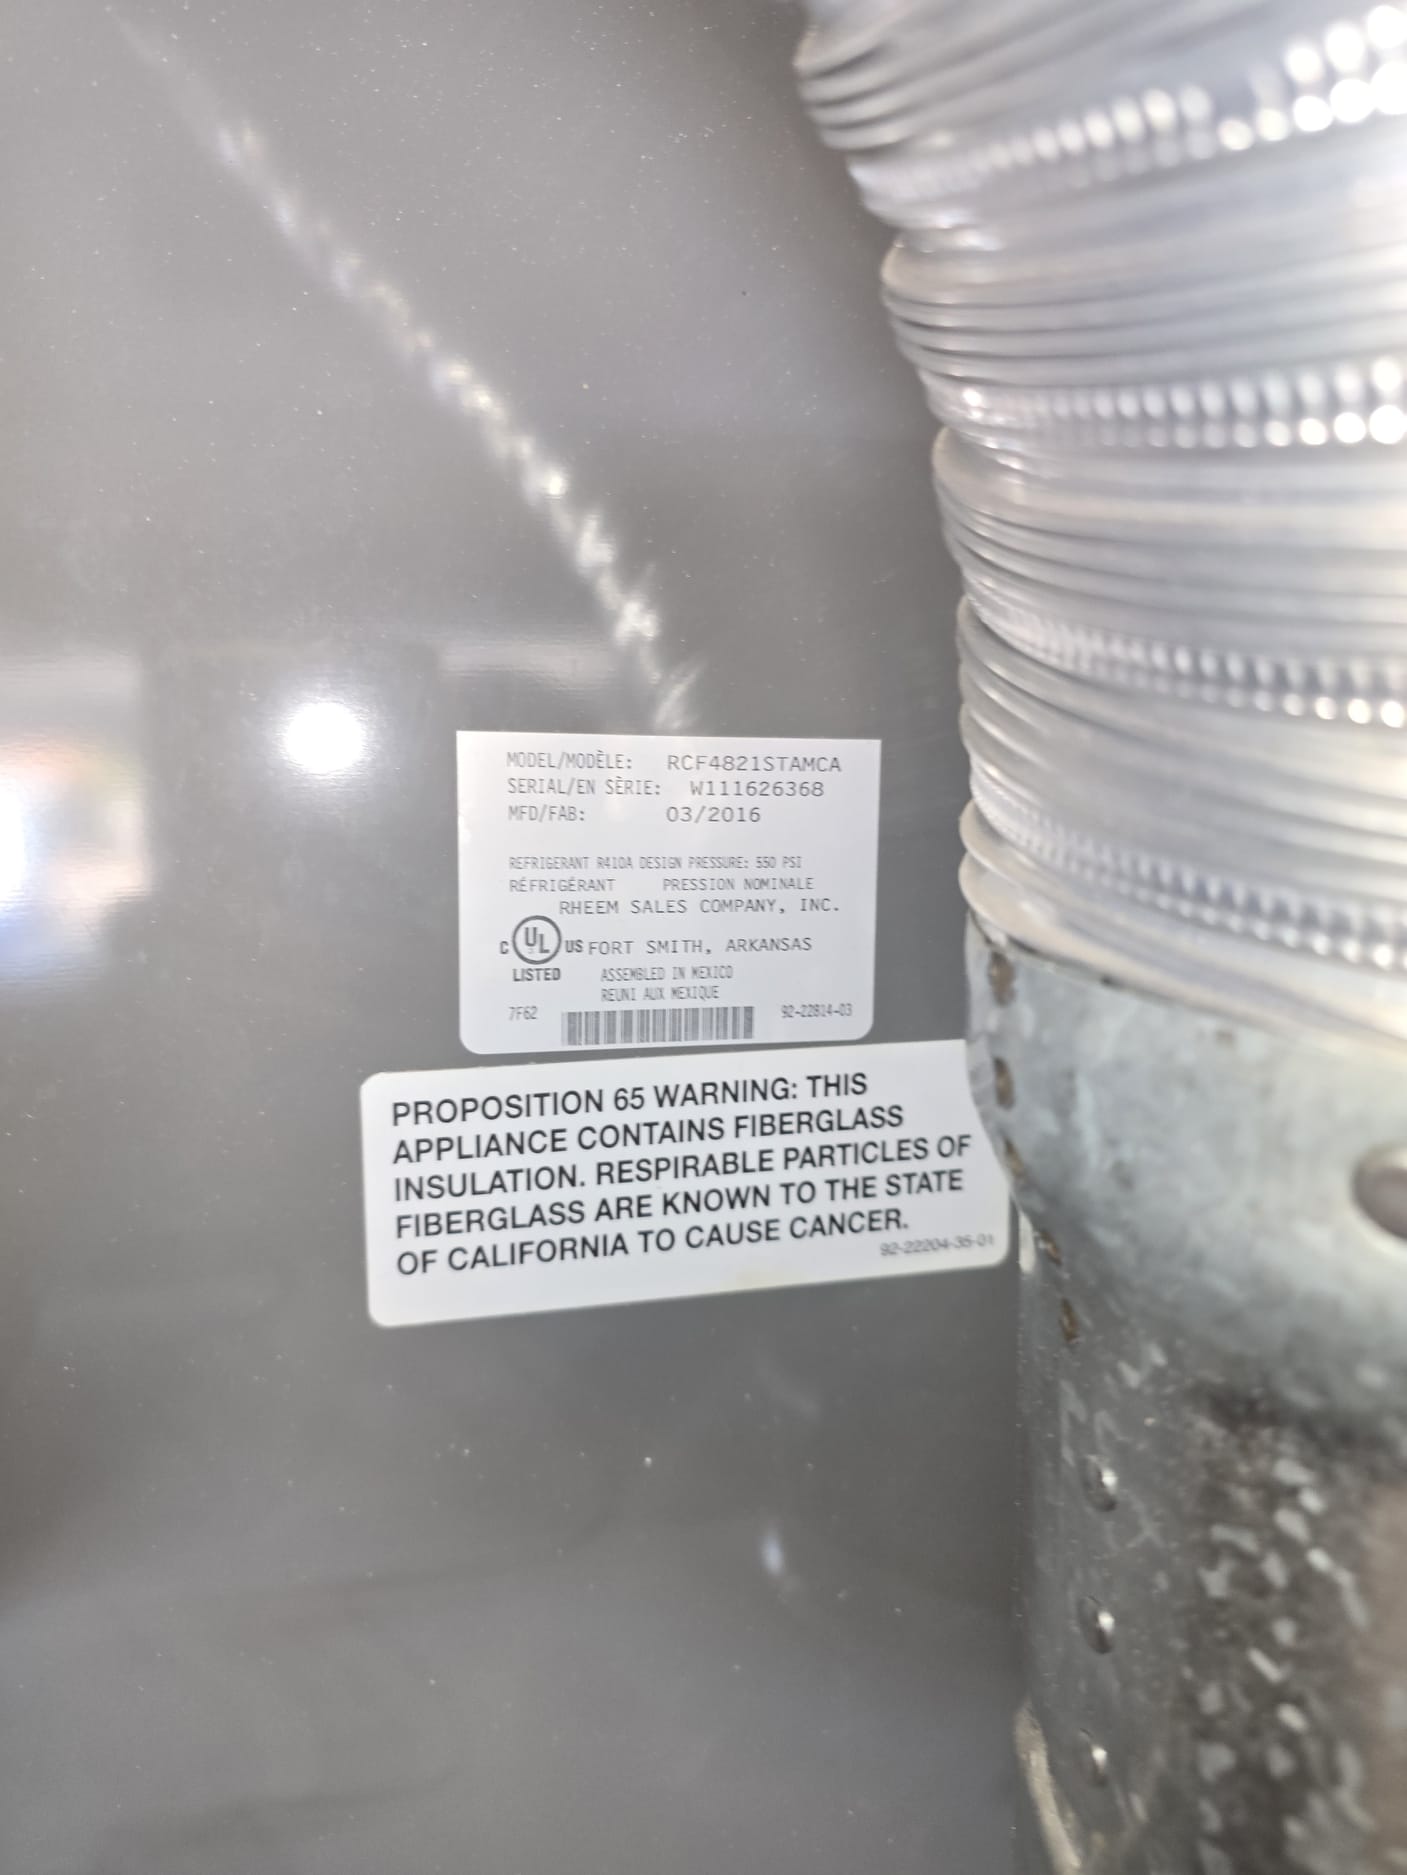 MODEL/MODÈLE: RCF4821STAMCA
SERIAL/EN SÈRIE: W111626368
MFD/FAB: 03/2016
REFRIGERANT R410A DESIGN PRESSURE: 550 PSI
RÉFRIGÉRANT PRESSION NOMINALE
RHEEM SALES COMPANY, INC.
C UL US FORT SMITH, ARKANSAS
LISTED ASSEMBLED IN MEXICO
REUNI AUX MEXIQUE
7F62 92-22814-03
PROPOSITION 65 WARNING: THIS
APPLIANCE CONTAINS FIBERGLASS
INSULATION. RESPIRABLE PARTICLES OF
FIBERGLASS ARE KNOWN TO THE STATE
OF CALIFORNIA TO CAUSE CANCER.
92-22204-35-01